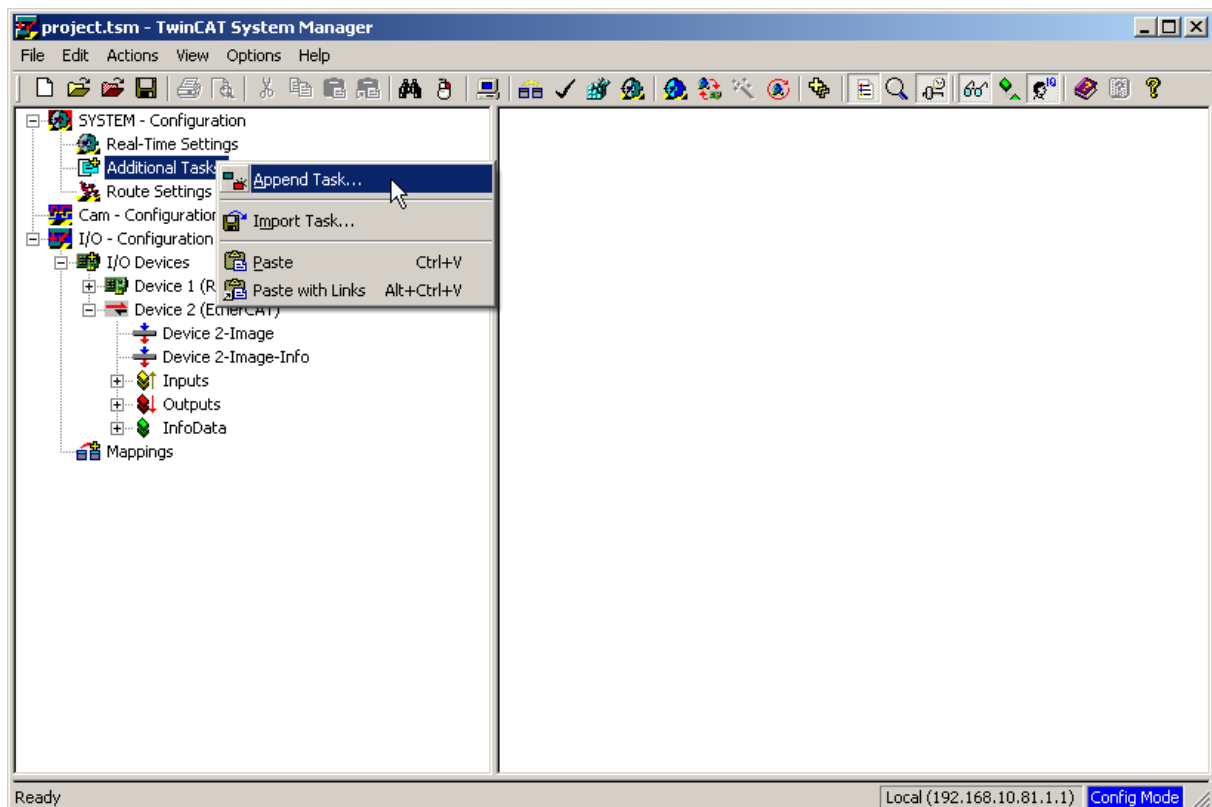 project.tsm - TwinCAT System Manager
File Edit Actions View Options Help
SYSTEM - Configuration
Real-Time Settings
Additional Tasks
Route Settings
Cam - Configuration
I/O - Configuration
I/O Devices
Device 1 (R
Device 2 (EtherCAT)
Device 2-Image
Device 2-Image-Info
Inputs
Outputs
InfoData
Mappings
Append Task...
Import Task...
Paste Ctrl+V
Paste with Links Alt+Ctrl+V
Ready
Local (192.168.10.81.1.1) Config Mode